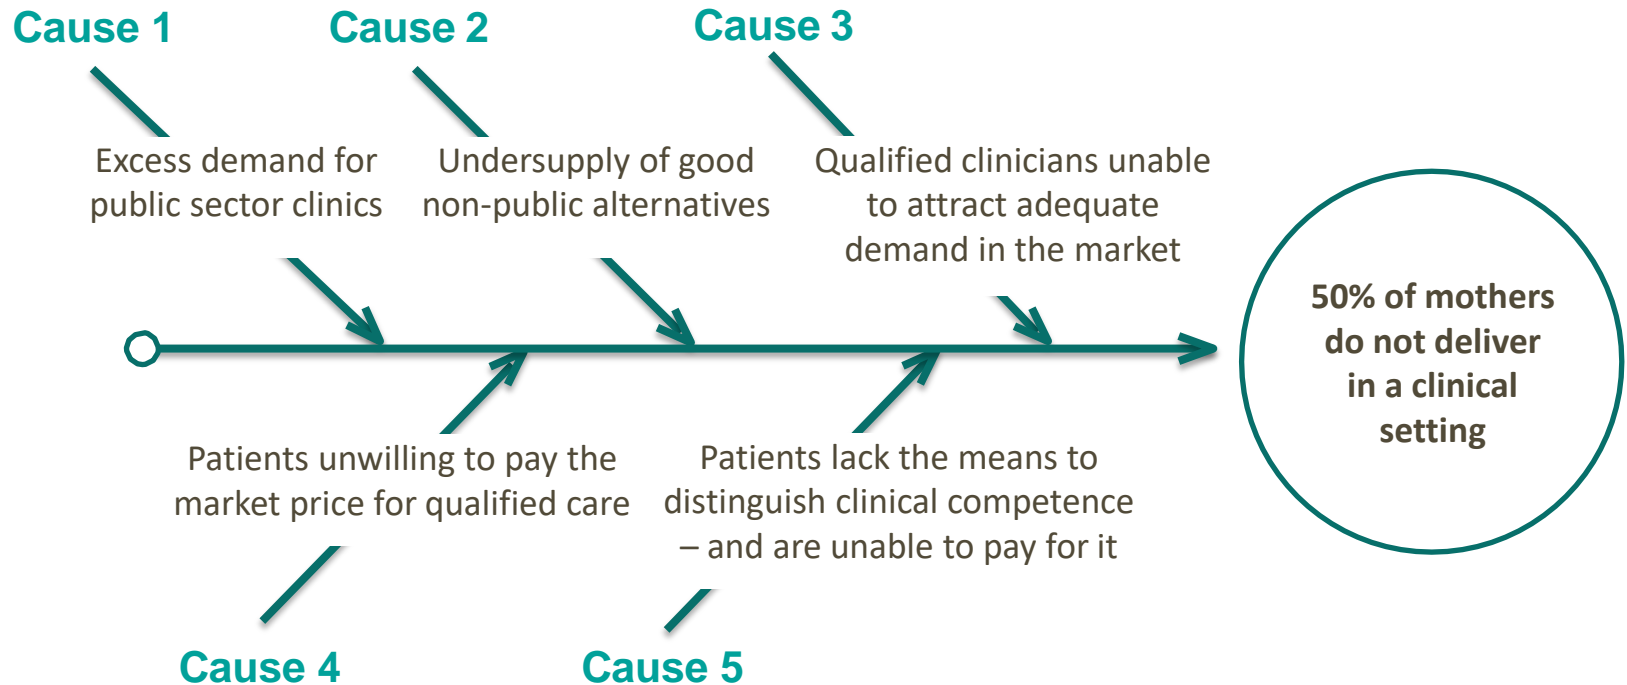 Cause 1
Cause 2
Cause 3
Excess demand for
public sector clinics
Undersupply of good
non-public alternatives
Qualified clinicians unable
to attract adequate
demand in the market
50% of mothers
do not deliver
in a clinical
setting
Patients unwilling to pay the
market price for qualified care
Patients lack the means to
distinguish clinical competence
– and are unable to pay for it
Cause 4
Cause 5